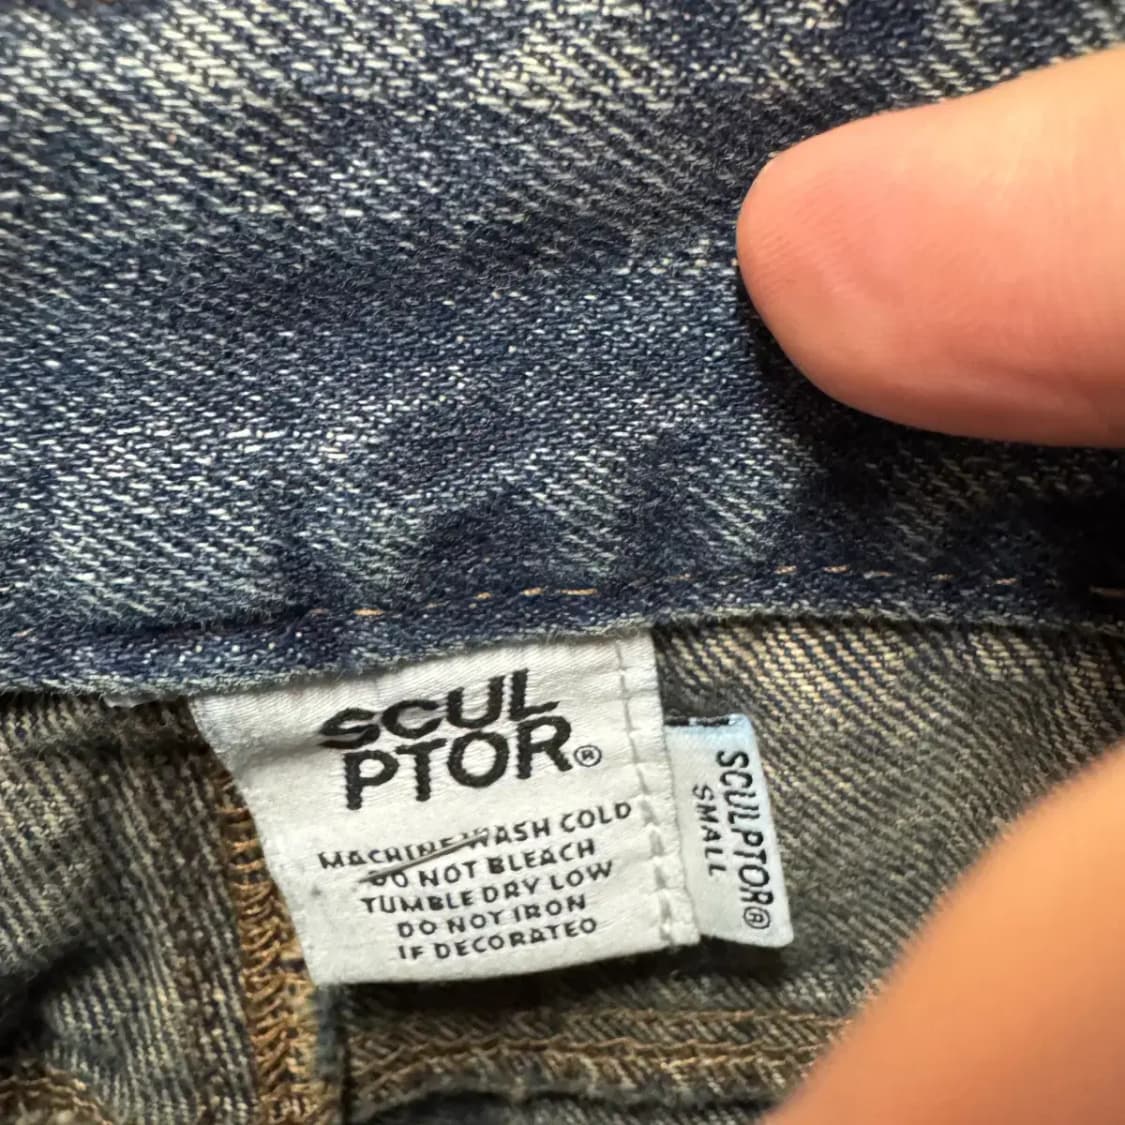 SCUL
PTOR®
MACHINE WASH COLD
DO NOT BLEACH
TUMBLE DRY LOW
DO NOT IRON
IF DECORATED
SCULPTOR®
SMALL